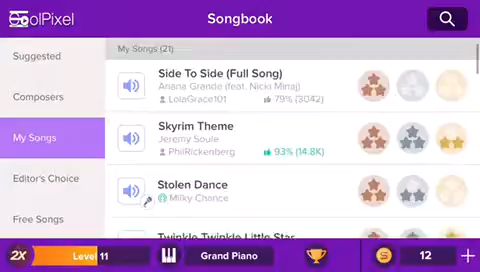 CoolPixel
Songbook
Suggested
Composers
My Songs
Editor's Choice
Free Songs
My Songs (21)
Side To Side (Full Song)
Ariana Grande (feat. Nicki Minaj)
LolaGrace101
79% (3042)
Skyrim Theme
Jeremy Soule
PhilRickenberg
93% (14.8K)
Stolen Dance
Milky Chance
Twinkle Twinkle Little Star
2X
Level 11
Grand Piano
S
12
+